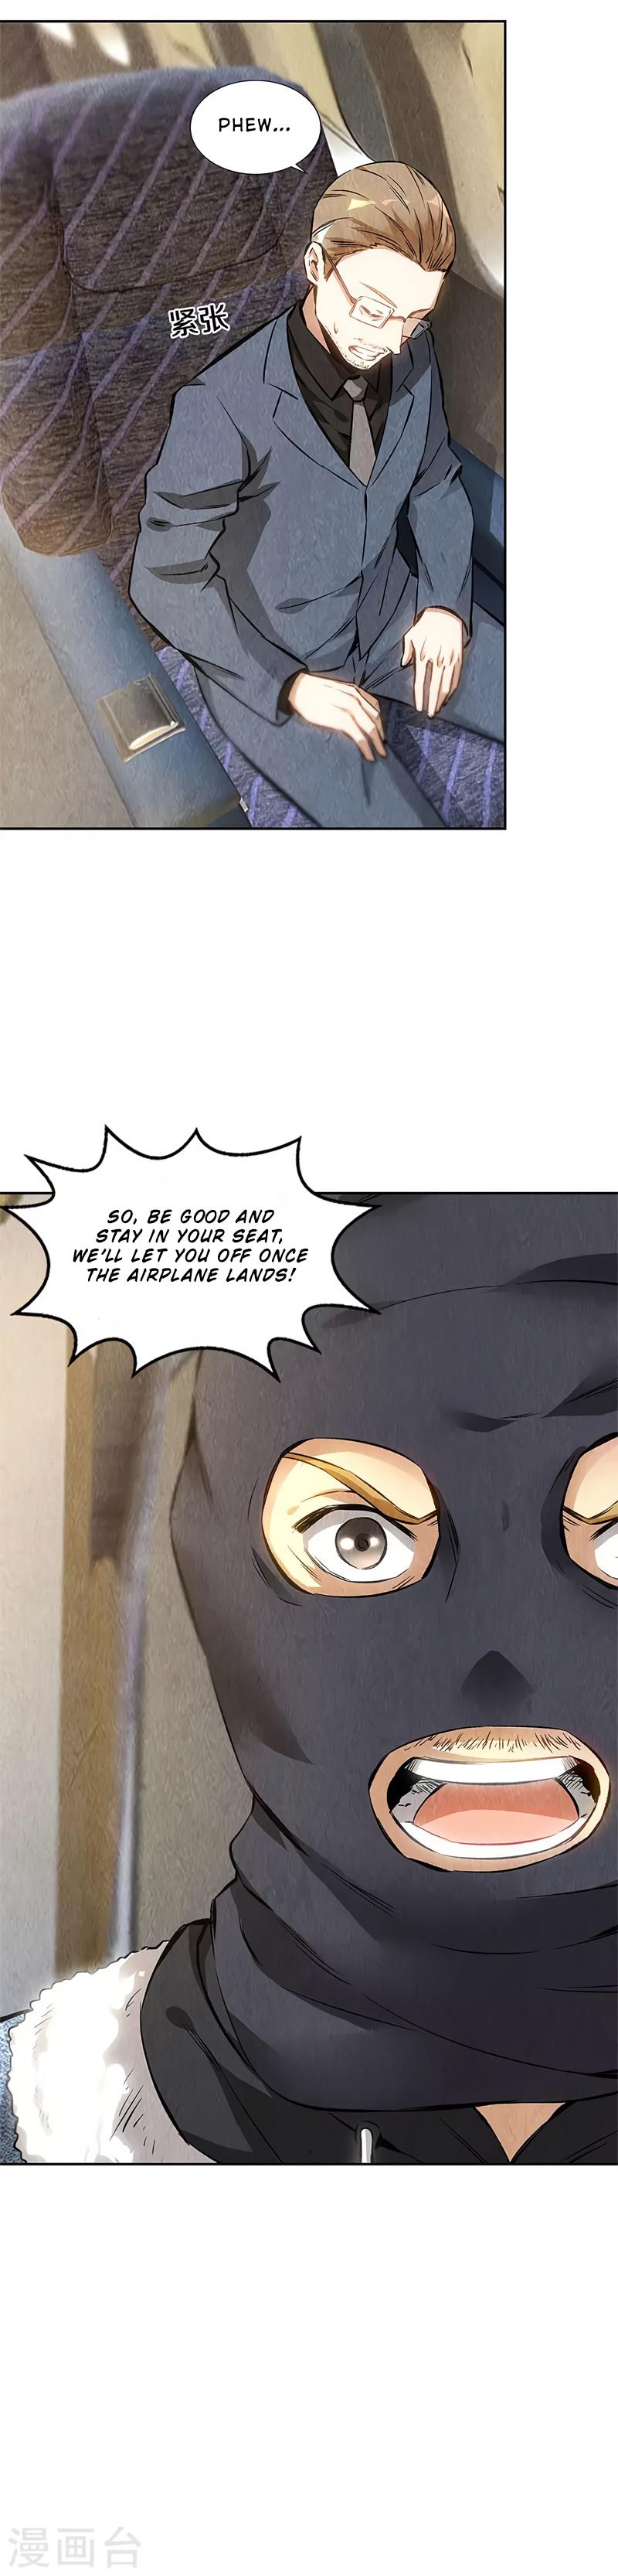 PHEW...
紧张
SO, BE GOOD AND
STAY IN YOUR SEAT,
WE'LL LET YOU OFF ONCE
THE AIRPLANE LANDS!
漫画台